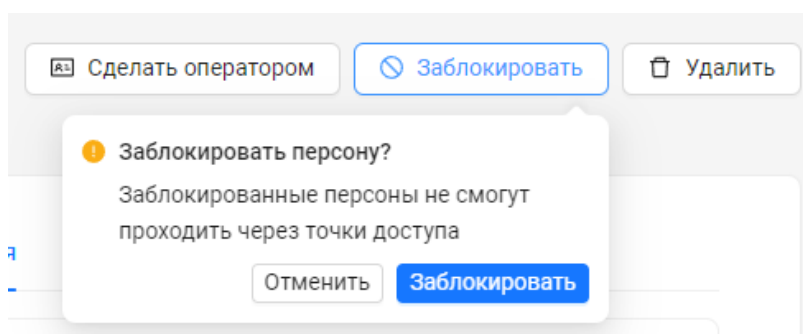 Сделать оператором
Заблокировать
Удалить
Заблокировать персону?
Заблокированные персоны не смогут
проходить через точки доступа
я
Отменить
Заблокировать